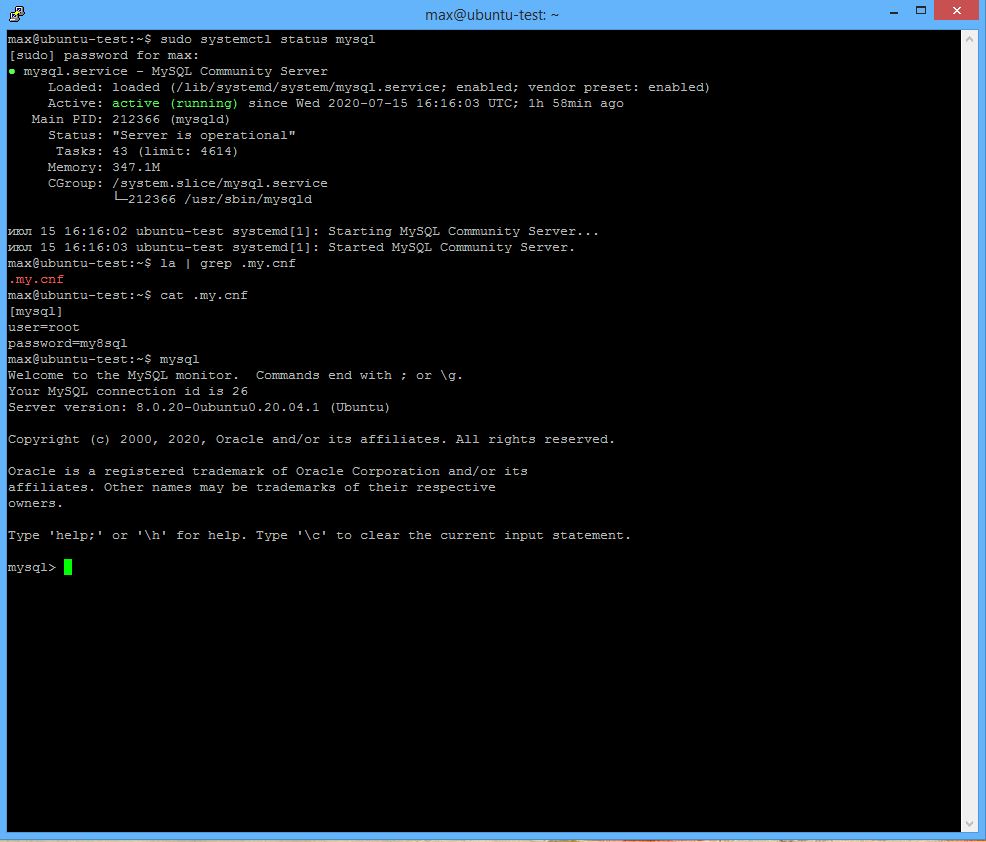 max@ubuntu-test: ~
max@ubuntu-test:~$ sudo systemctl status mysql
[sudo] password for max:
● mysql.service - MySQL Community Server
     Loaded: loaded (/lib/systemd/system/mysql.service; enabled; vendor preset: enabled)
     Active: active (running) since Wed 2020-07-15 16:16:03 UTC; 1h 58min ago
   Main PID: 212366 (mysqld)
     Status: "Server is operational"
      Tasks: 43 (limit: 4614)
     Memory: 347.1M
     CGroup: /system.slice/mysql.service
             └─212366 /usr/sbin/mysqld
июл 15 16:16:02 ubuntu-test systemd[1]: Starting MySQL Community Server...
июл 15 16:16:03 ubuntu-test systemd[1]: Started MySQL Community Server.
max@ubuntu-test:~$ la | grep .my.cnf
.my.cnf
max@ubuntu-test:~$ cat .my.cnf
[mysql]
user=root
password=my8sql
max@ubuntu-test:~$ mysql
Welcome to the MySQL monitor.  Commands end with ; or \g.
Your MySQL connection id is 26
Server version: 8.0.20-0ubuntu0.20.04.1 (Ubuntu)
Copyright (c) 2000, 2020, Oracle and/or its affiliates. All rights reserved.
Oracle is a registered trademark of Oracle Corporation and/or its
affiliates. Other names may be trademarks of their respective
owners.
Type 'help;' or '\h' for help. Type '\c' to clear the current input statement.
mysql>